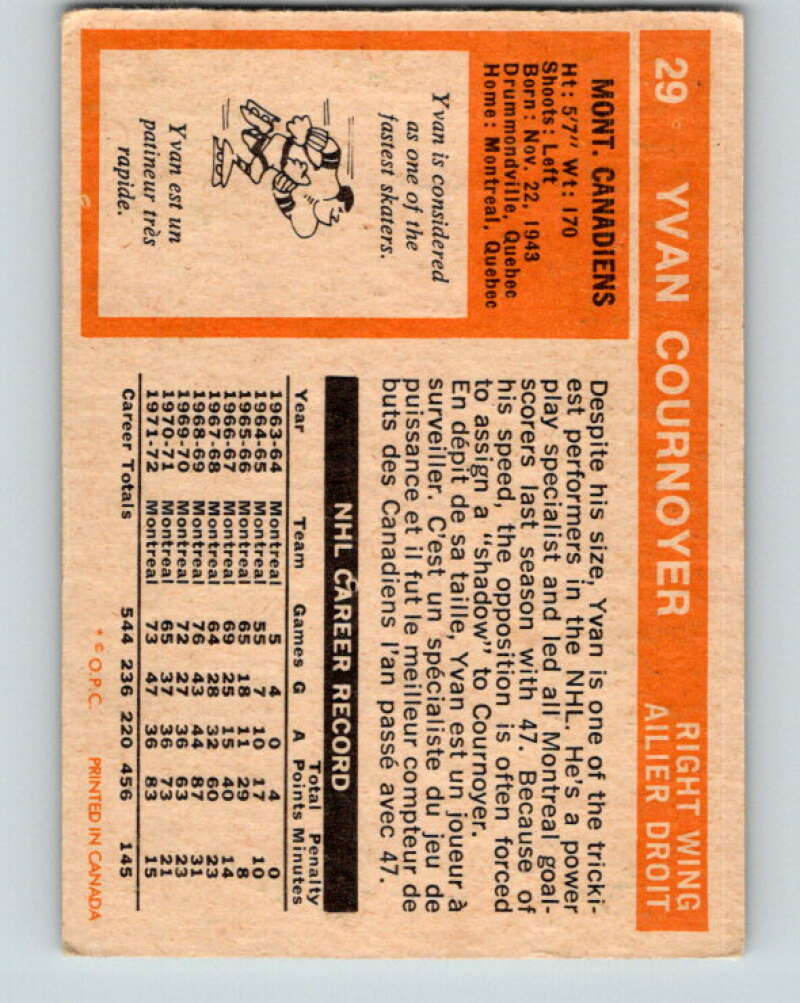 29 YVAN COURNOYER RIGHT WING
AILIER DROIT
MONT. CANADIENS
Ht: 5'7" Wt: 170
Shoots: Left
Born: Nov. 22, 1943
Drummondville, Quebec
Home: Montreal, Quebec
Yvan is considered
as one of the
fastest skaters.
Yvan est un
patineur très
rapide.
Despite his size, Yvan is one of the tricki-
est performers in the NHL. He's a power
play specialist and led all Montreal goal-
scorers last season with 47. Because of
his speed, the opposition is often forced
to assign a "shadow" to Cournoyer.
En dépit de sa taille, Yvan est un joueur à
surveiller. C'est un spécialiste du jeu de
puissance et il fut le meilleur compteur de
buts des Canadiens l'an passé avec 47.
NHL CAREER RECORD
Total Penalty
Year Team Games G A Points Minutes
1963-64 Montreal 5 4 0 4 0
1964-65 Montreal 55 7 10 17 10
1965-66 Montreal 65 18 11 29 8
1966-67 Montreal 69 25 15 40 14
1967-68 Montreal 64 28 32 60 23
1968-69 Montreal 76 43 44 87 31
1969-70 Montreal 72 27 36 63 23
1970-71 Montreal 65 37 36 73 21
1971-72 Montreal 73 47 36 83 15
Career Totals 544 236 220 456 145
* © O.P.C. PRINTED IN CANADA